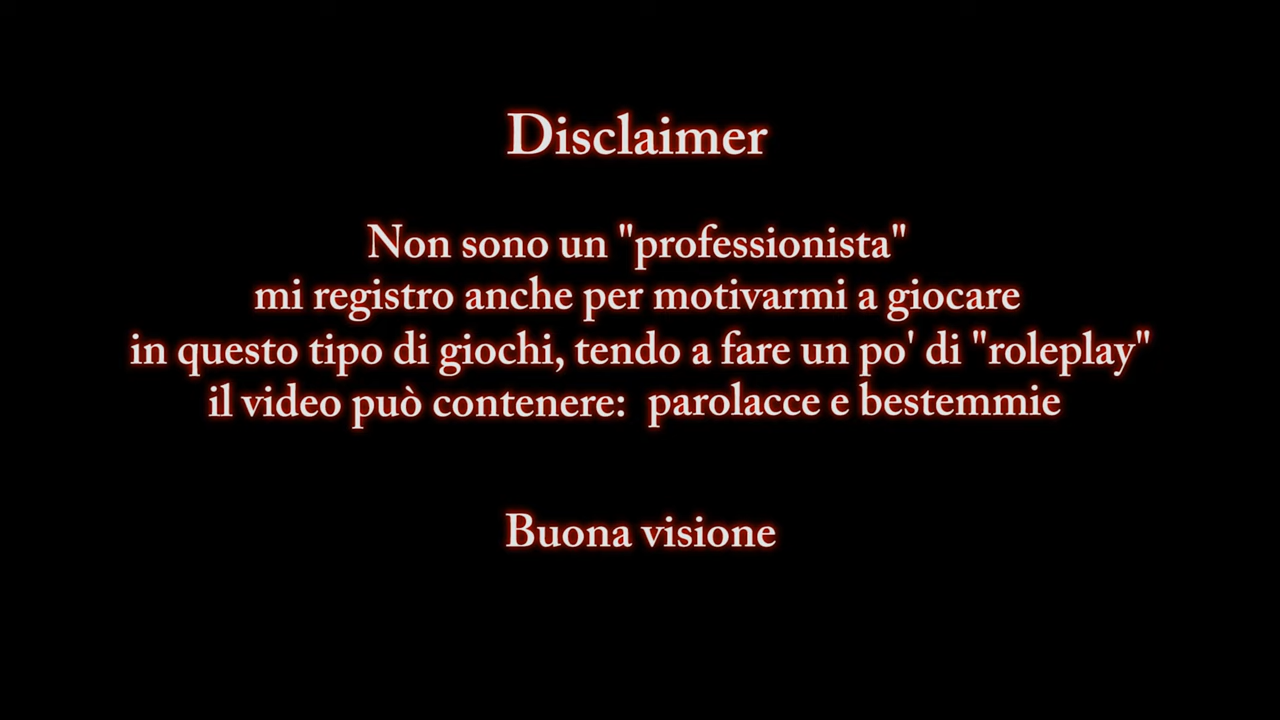 Disclaimer
Non sono un "professionista"
mi registro anche per motivarmi a giocare
in questo tipo di giochi, tendo a fare un po' di "roleplay"
il video può contenere: parolacce e bestemmie
Buona visione